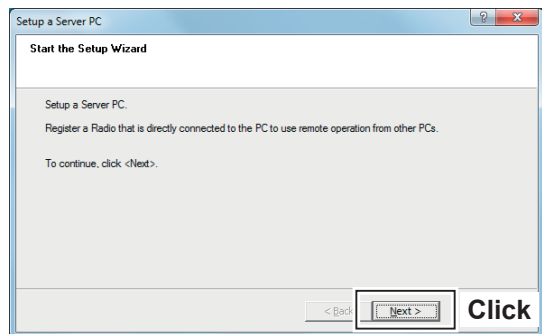 Setup a Server PC
Start the Setup Wizard
Setup a Server PC.
Register a Radio that is directly connected to the PC to use remote operation from other PCs.
To continue, click <Next>.
< Back
Next >
Click